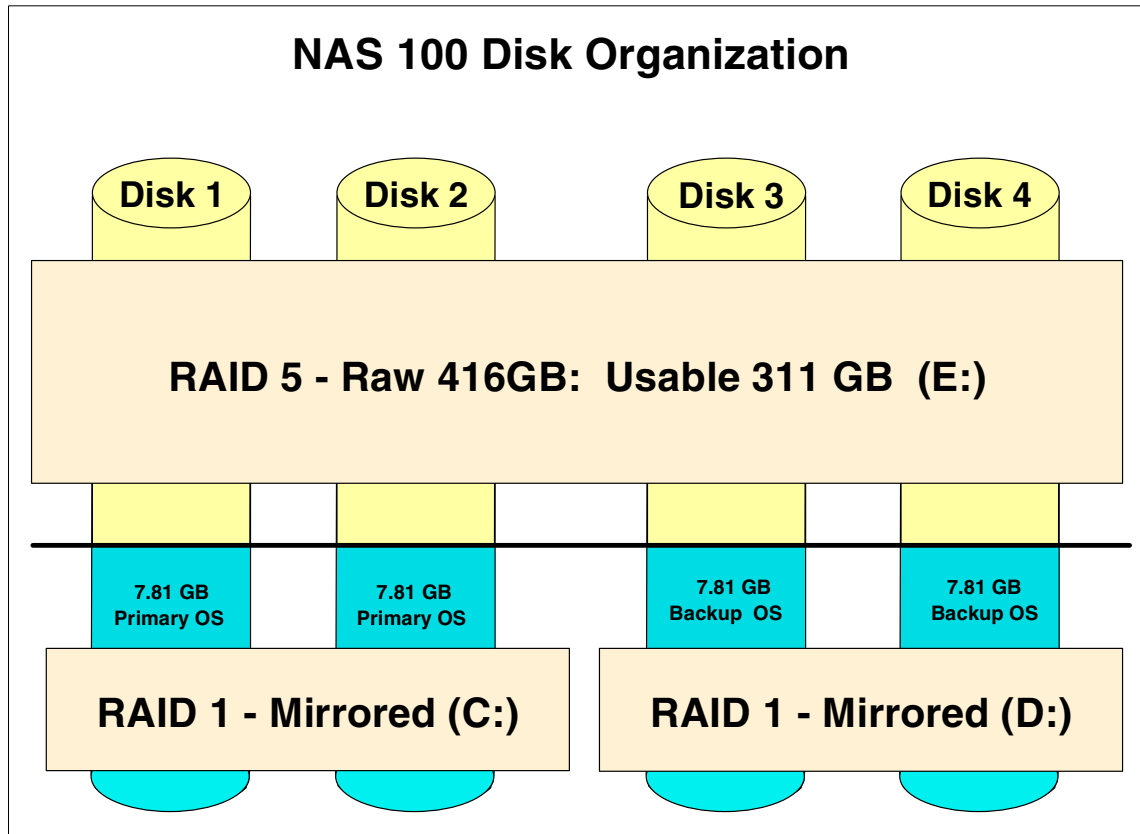 NAS 100 Disk Organization
Disk 1
Disk 2
Disk 3
Disk 4
RAID 5 - Raw 416GB:  Usable 311 GB  (E:)
7.81 GB
Primary OS
7.81 GB
Primary OS
7.81 GB
Backup  OS
7.81 GB
Backup OS
RAID 1 - Mirrored (C:)
RAID 1 - Mirrored (D:)